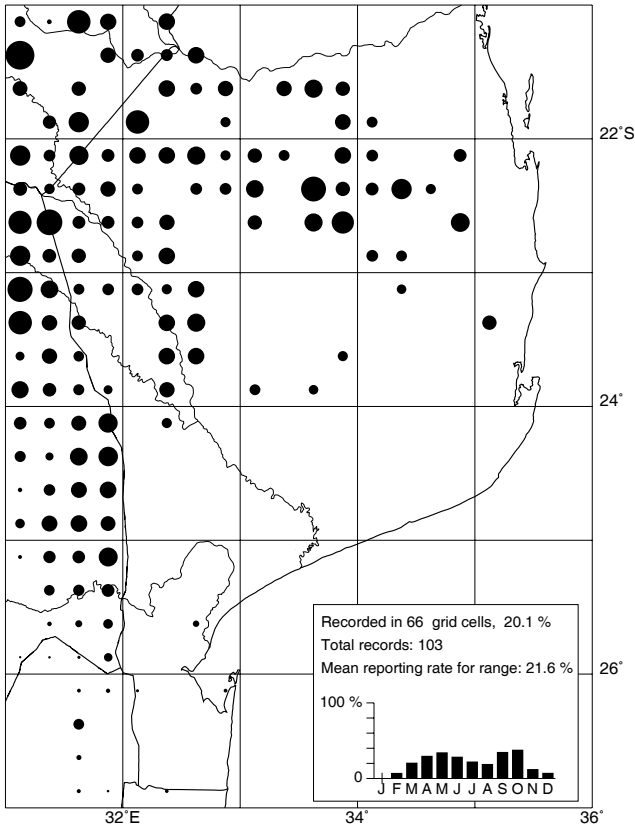 22°S
24°
Recorded in 66 grid cells, 20.1 %
Total records: 103
Mean reporting rate for range: 21.6 %
26°
100 %
0
J F M A M J J A S O N D
32°E
34°
36°